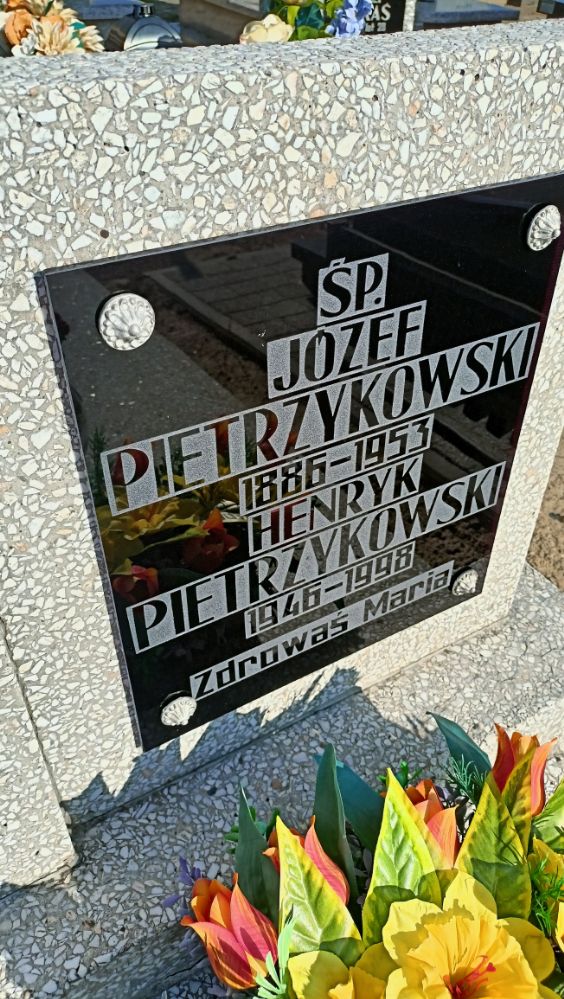 ŚP.
JÓZEF
PIETRZYKOWSKI
1886-1953
HENRYK
PIETRZYKOWSKI
1946-1998
Zdrowaś Maria